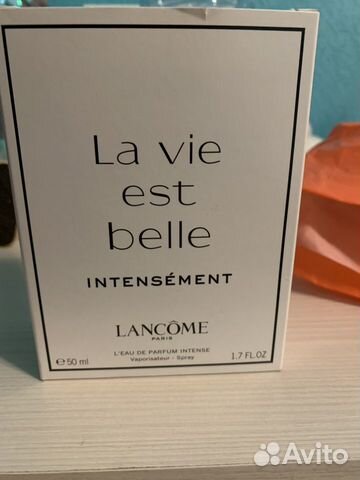 La vie
est
belle
INTENSÉMENT
LANCÔME
PARIS
L'EAU DE PARFUM INTENSE
℮ 50 ml Vaporisateur - Spray 1.7 FL.OZ
Avito